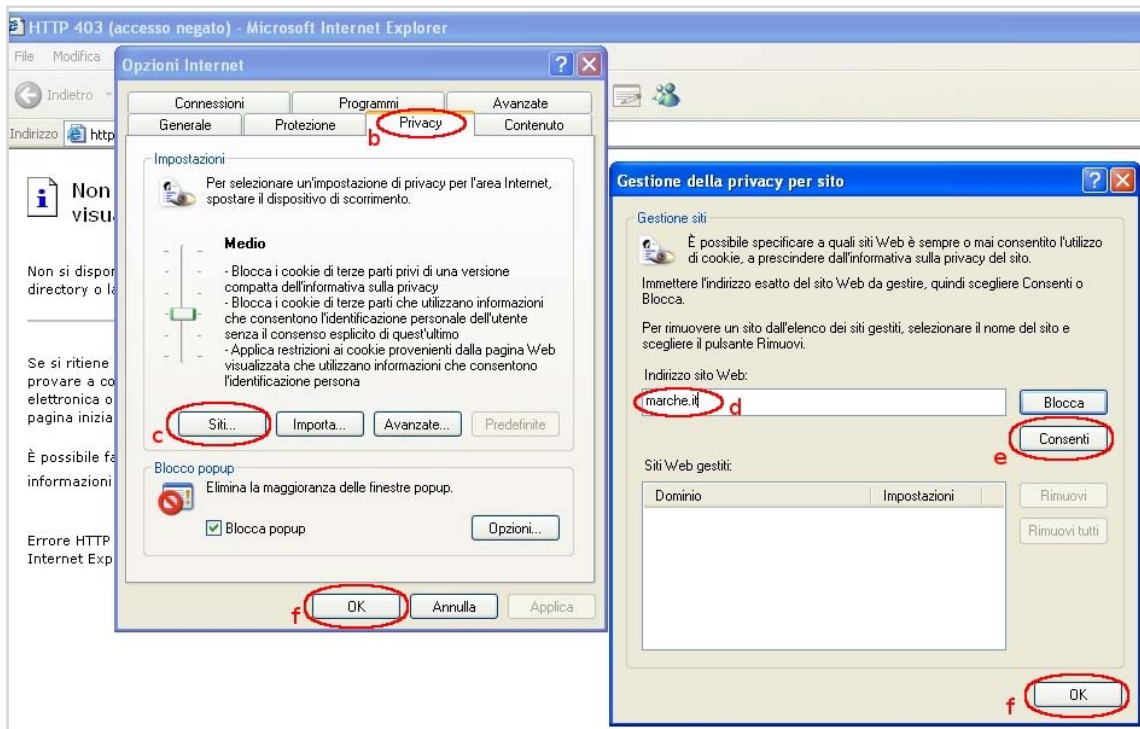 HTTP 403 (accesso negato) - Microsoft Internet Explorer
File Modifica
Indietro
Indirizzo http
Non
visu
Non si dispor
directory o la
Se si ritiene
provare a co
elettronica o
pagina inizia
È possibile fa
informazioni
Errore HTTP
Internet Exp
Opzioni Internet
Connessioni Programmi Avanzate
Generale Protezione Privacy Contenuto
b
Impostazioni
Per selezionare un'impostazione di privacy per l'area Internet,
spostare il dispositivo di scorrimento.
Medio
- Blocca i cookie di terze parti privi di una versione
compatta dell'informativa sulla privacy
- Blocca i cookie di terze parti che utilizzano informazioni
che consentono l'identificazione personale dell'utente
senza il consenso esplicito di quest'ultimo
- Applica restrizioni ai cookie provenienti dalla pagina Web
visualizzata che utilizzano informazioni che consentono
l'identificazione persona
c Siti... Importa... Avanzate... Predefinite
Blocco popup
Elimina la maggioranza delle finestre popup.
Blocca popup Opzioni...
f OK Annulla Applica
Gestione della privacy per sito
Gestione siti
È possibile specificare a quali siti Web è sempre o mai consentito l'utilizzo
di cookie, a prescindere dall'informativa sulla privacy del sito.
Immettere l'indirizzo esatto del sito Web da gestire, quindi scegliere Consenti o
Blocca.
Per rimuovere un sito dall'elenco dei siti gestiti, selezionare il nome del sito e
scegliere il pulsante Rimuovi.
Indirizzo sito Web:
marche.it d Blocca
e Consenti
Siti Web gestiti:
Dominio Impostazioni Rimuovi
Rimuovi tutti
f OK